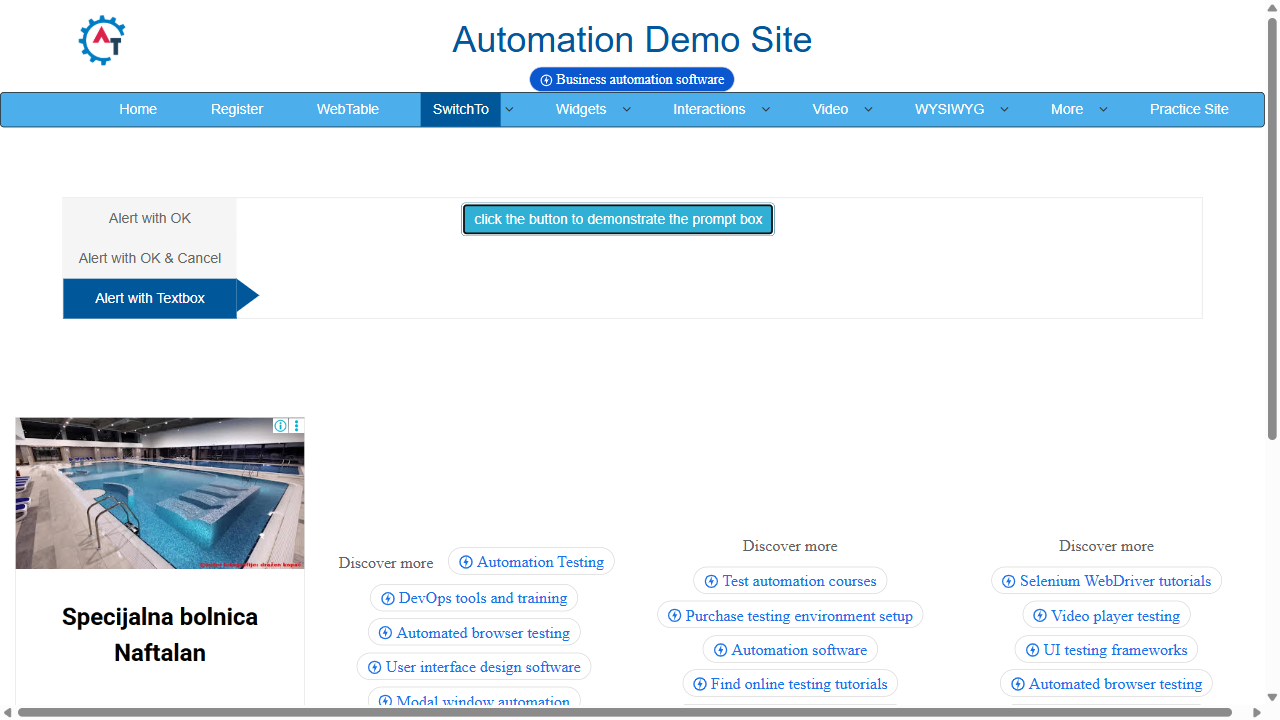 AT
Automation Demo Site
Business automation software
Home Register WebTable SwitchTo Widgets Interactions Video WYSIWYG More Practice Site
Alert with OK
click the button to demonstrate the prompt box
Alert with OK & Cancel
Alert with Textbox
Specijalna bolnica
Naftalan
Discover more
Automation Testing
DevOps tools and training
Automated browser testing
User interface design software
Modal window automation
Discover more
Test automation courses
Purchase testing environment setup
Automation software
Find online testing tutorials
Discover more
Selenium WebDriver tutorials
Video player testing
UI testing frameworks
Automated browser testing